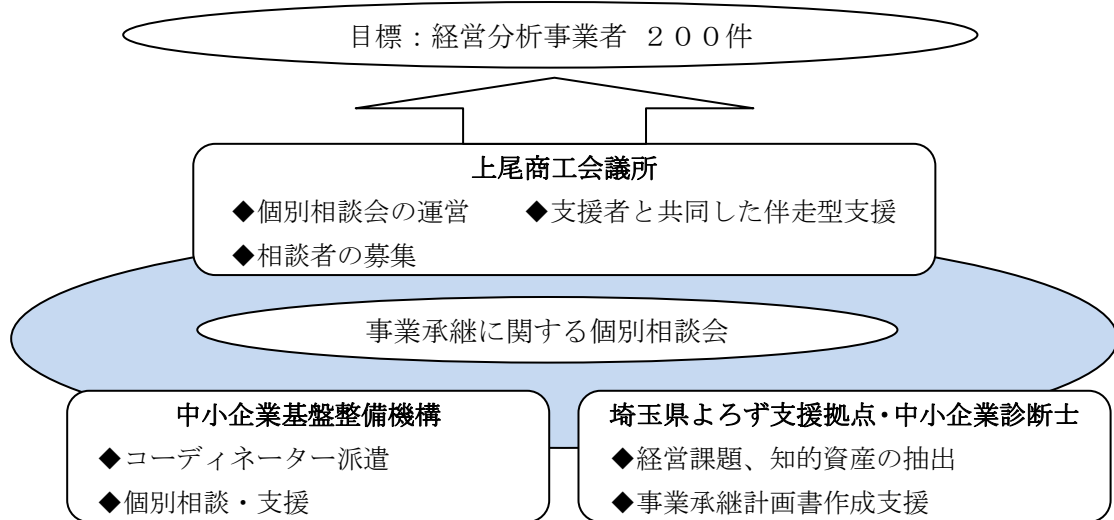 目標：経営分析事業者 ２００件
上尾商工会議所
◆個別相談会の運営 ◆支援者と共同した伴走型支援
◆相談者の募集
事業承継に関する個別相談会
中小企業基盤整備機構
◆コーディネーター派遣
◆個別相談・支援
埼玉県よろず支援拠点・中小企業診断士
◆経営課題、知的資産の抽出
◆事業承継計画書作成支援